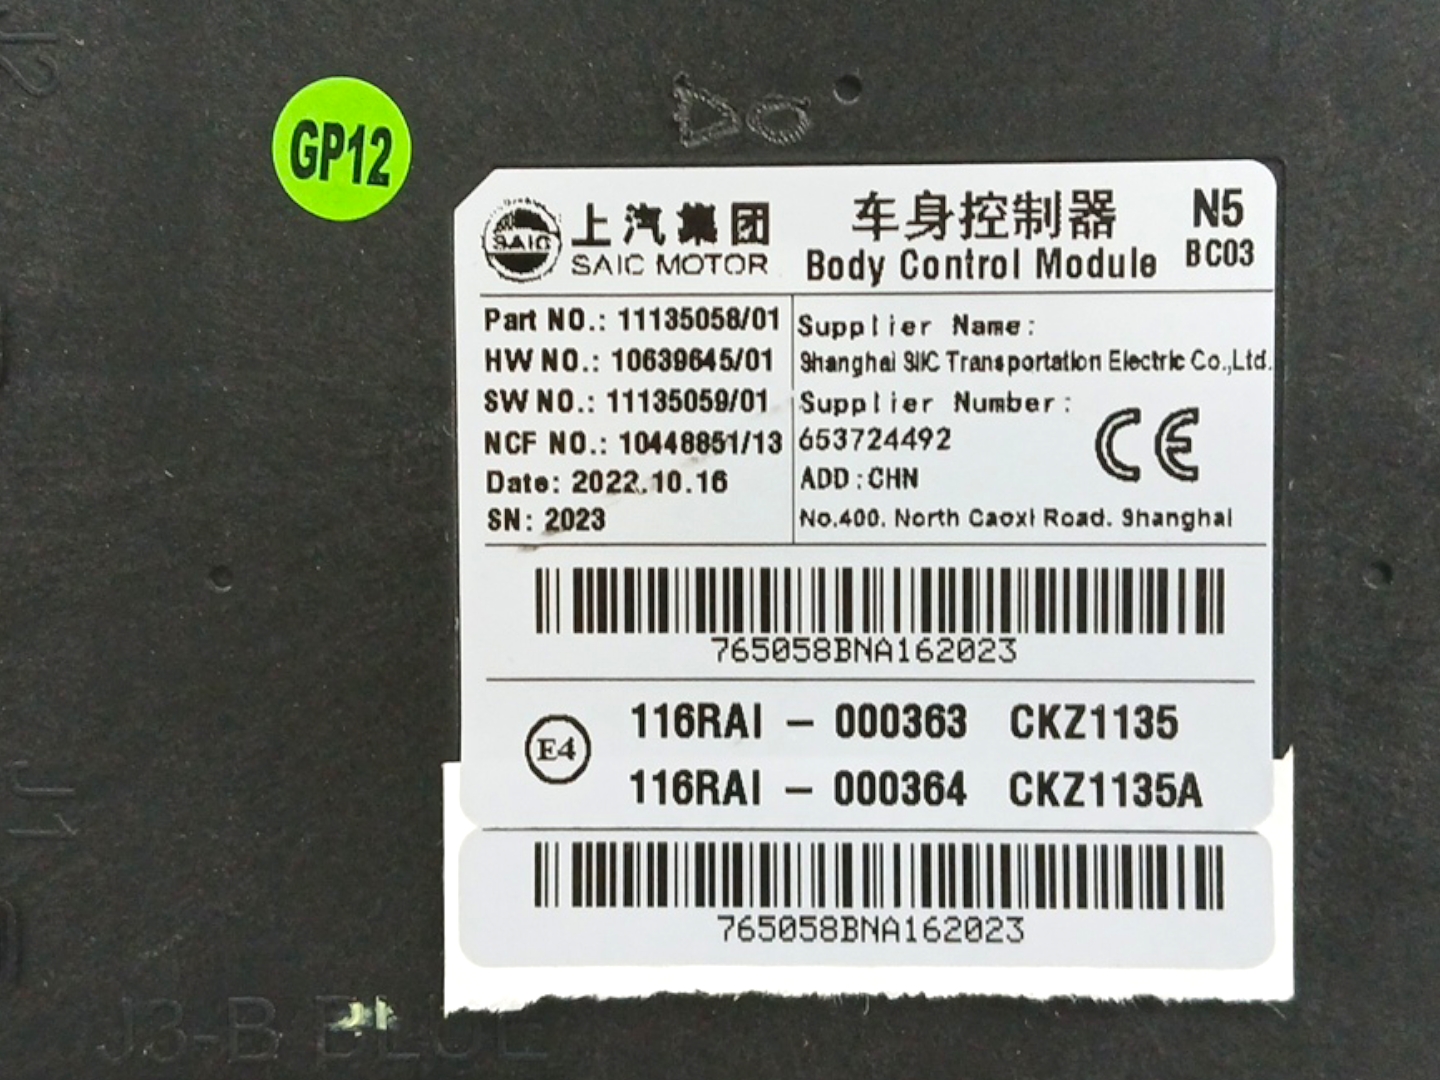 GP12
SAIC
上汽集团
SAIC MOTOR
车身控制器
Body Control Module
N5
BC03
Part NO.: 11135058/01
HW NO.: 10639645/01
SW NO.: 11135059/01
NCF NO.: 10448851/13
Date: 2022.10.16
SN: 2023
Supplier Name:
Shanghai SIIC Transportation Electric Co.,Ltd.
Supplier Number:
653724492
ADD:CHN
No.400. North Caoxi Road. Shanghai
CE
765058BNA162023
E4
116RAI - 000363 CKZ1135
116RAI - 000364 CKZ1135A
765058BNA162023
J2
J1
J3-B BLUE